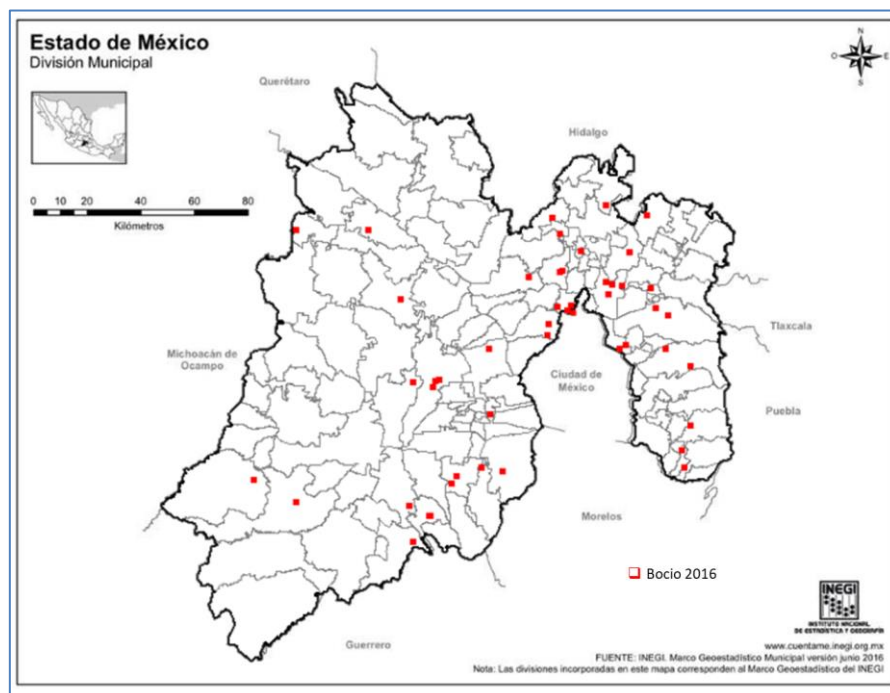 Estado de México
División Municipal
N
O
E
S
Querétaro
Hidalgo
0 20 40 60 80
Kilómetros
Tlaxcala
Michoacán de
Ocampo
Ciudad de
México
Puebla
Morelos
Bocio 2016
Guerrero
INEGI
INSTITUTO NACIONAL
DE ESTADÍSTICA Y GEOGRAFÍA
www.cuentame.inegi.org.mx
FUENTE: INEGI. Marco Geoestadístico Municipal versión junio 2016
Nota: Las divisiones incorporadas en este mapa corresponden al Marco Geoestadístico del INEGI